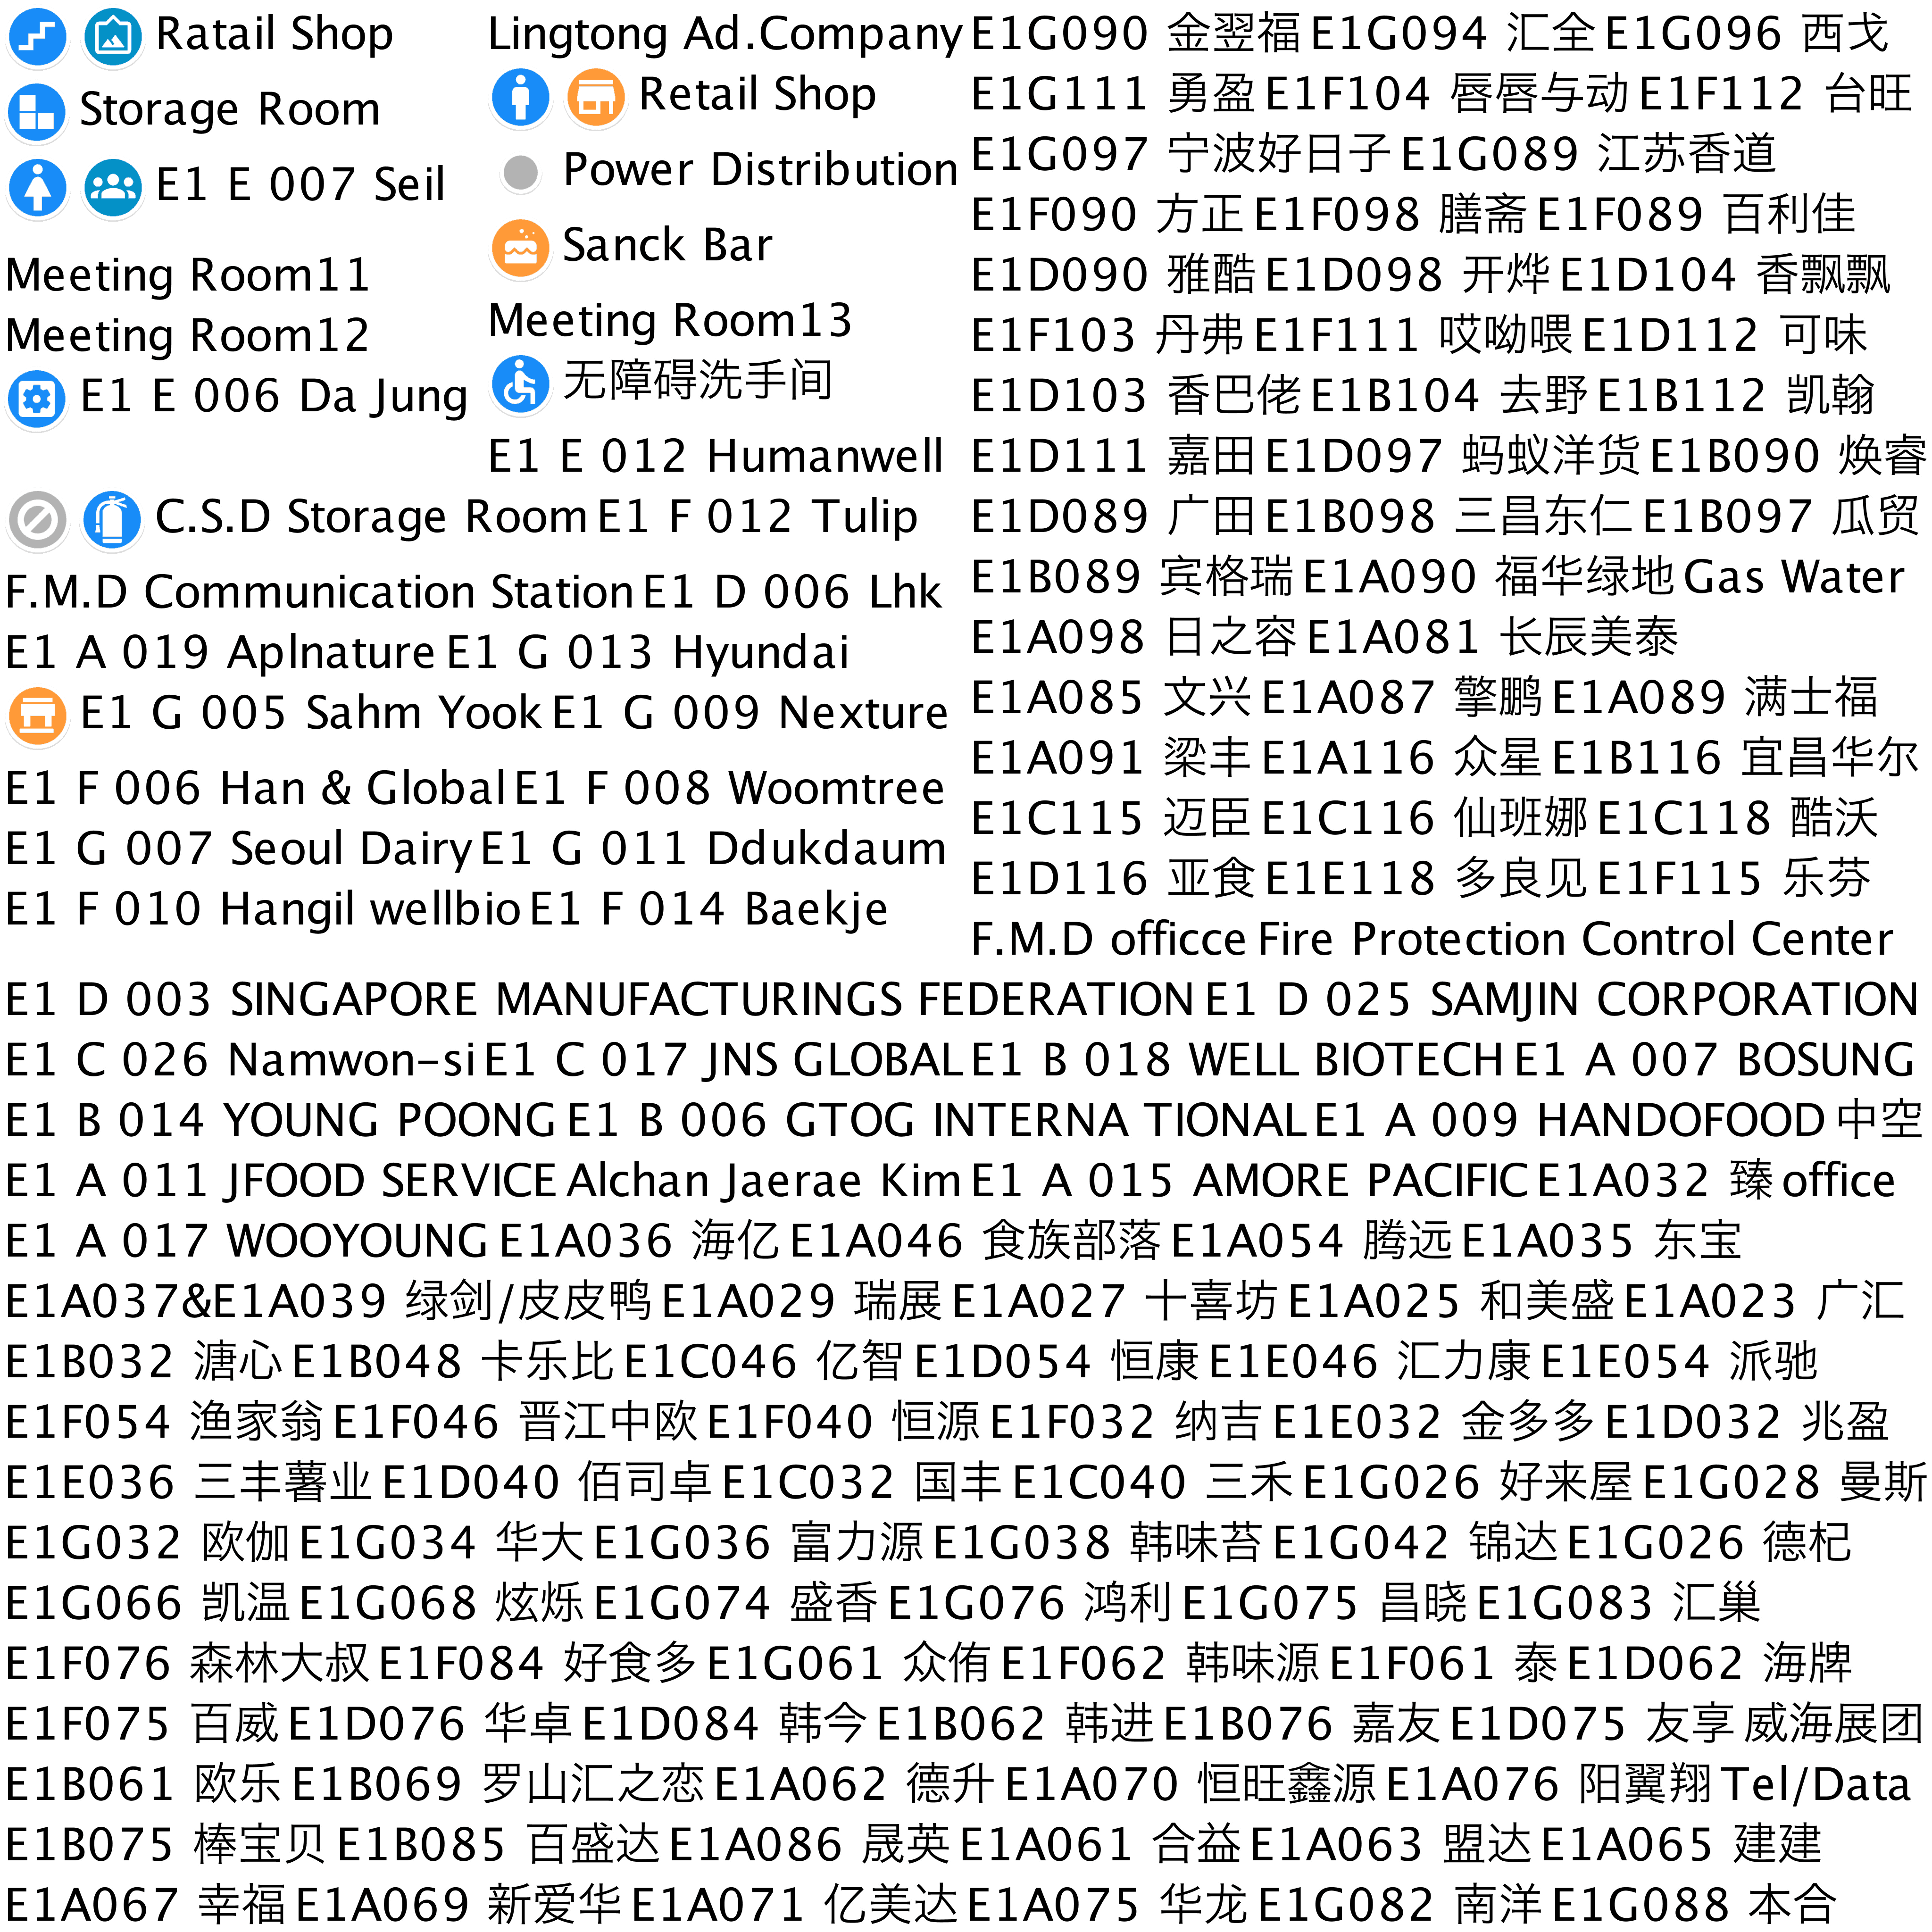 Ratail Shop
Storage Room
E1 E 007 Seil
Meeting Room11
Meeting Room12
E1 E 006 Da Jung
Lingtong Ad.Company
Retail Shop
Power Distribution
Sanck Bar
Meeting Room13
无障碍洗手间
E1 E 012 Humanwell
C.S.D Storage Room E1 F 012 Tulip
F.M.D Communication Station E1 D 006 Lhk
E1 A 019 Aplnature E1 G 013 Hyundai
E1 G 005 Sahm Yook E1 G 009 Nexture
E1 F 006 Han & Global E1 F 008 Woomtree
E1 G 007 Seoul Dairy E1 G 011 Ddukdaum
E1 F 010 Hangil wellbio E1 F 014 Baekje
E1G090 金翌福 E1G094 汇全 E1G096 西戈
E1G111 勇盈 E1F104 唇唇与动 E1F112 台旺
E1G097 宁波好日子 E1G089 江苏香道
E1F090 方正 E1F098 膳斋 E1F089 百利佳
E1D090 雅酷 E1D098 开烨 E1D104 香飘飘
E1F103 丹弗 E1F111 哎呦喂 E1D112 可味
E1D103 香巴佬 E1B104 去野 E1B112 凯翰
E1D111 嘉田 E1D097 蚂蚁洋货 E1B090 焕睿
E1D089 广田 E1B098 三昌东仁 E1B097 瓜贸
E1B089 宾格瑞 E1A090 福华绿地 Gas Water
E1A098 日之容 E1A081 长辰美泰
E1A085 文兴 E1A087 擎鹏 E1A089 满士福
E1A091 梁丰 E1A116 众星 E1B116 宜昌华尔
E1C115 迈臣 E1C116 仙班娜 E1C118 酷沃
E1D116 亚食 E1E118 多良见 E1F115 乐芬
F.M.D officce Fire Protection Control Center
E1 D 003 SINGAPORE MANUFACTURINGS FEDERATION E1 D 025 SAMJIN CORPORATION
E1 C 026 Namwon-si E1 C 017 JNS GLOBAL E1 B 018 WELL BIOTECH E1 A 007 BOSUNG
E1 B 014 YOUNG POONG E1 B 006 GTOG INTERNA TIONAL E1 A 009 HANDOFOOD 中空
E1 A 011 JFOOD SERVICE Alchan Jaerae Kim E1 A 015 AMORE PACIFIC E1A032 臻 office
E1 A 017 WOOYOUNG E1A036 海亿 E1A046 食族部落 E1A054 腾远 E1A035 东宝
E1A037&E1A039 绿剑/皮皮鸭 E1A029 瑞展 E1A027 十喜坊 E1A025 和美盛 E1A023 广汇
E1B032 溏心 E1B048 卡乐比 E1C046 亿智 E1D054 恒康 E1E046 汇力康 E1E054 派驰
E1F054 渔家翁 E1F046 晋江中欧 E1F040 恒源 E1F032 纳吉 E1E032 金多多 E1D032 兆盈
E1E036 三丰薯业 E1D040 佰司卓 E1C032 国丰 E1C040 三禾 E1G026 好来屋 E1G028 曼斯
E1G032 欧伽 E1G034 华大 E1G036 富力源 E1G038 韩味苔 E1G042 锦达 E1G026 德杞
E1G066 凯温 E1G068 炫烁 E1G074 盛香 E1G076 鸿利 E1G075 昌晓 E1G083 汇巢
E1F076 森林大叔 E1F084 好食多 E1G061 众侑 E1F062 韩味源 E1F061 泰 E1D062 海牌
E1F075 百威 E1D076 华卓 E1D084 韩今 E1B062 韩进 E1B076 嘉友 E1D075 友享 威海展团
E1B061 欧乐 E1B069 罗山汇之恋 E1A062 德升 E1A070 恒旺鑫源 E1A076 阳翼翔 Tel/Data
E1B075 棒宝贝 E1B085 百盛达 E1A086 晟英 E1A061 合益 E1A063 盟达 E1A065 建建
E1A067 幸福 E1A069 新爱华 E1A071 亿美达 E1A075 华龙 E1G082 南洋 E1G088 本合